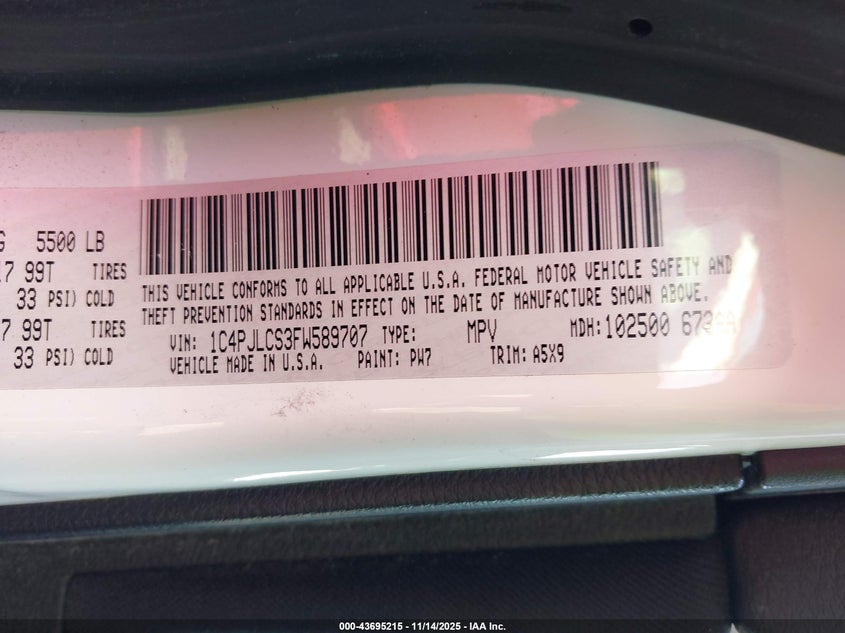 G 5500 LB
17 99T TIRES
33 PSI) COLD
7 99T TIRES
33 PSI) COLD
THIS VEHICLE CONFORMS TO ALL APPLICABLE U.S.A. FEDERAL MOTOR VEHICLE SAFETY AND
THEFT PREVENTION STANDARDS IN EFFECT ON THE DATE OF MANUFACTURE SHOWN ABOVE.
VIN: 1C4PJLCS3FW589707 TYPE: MPV MDH: 102500
VEHICLE MADE IN U.S.A. PAINT: PW7 TRIM: A5X9
000-43695215 - 11/14/2025 - IAA Inc.